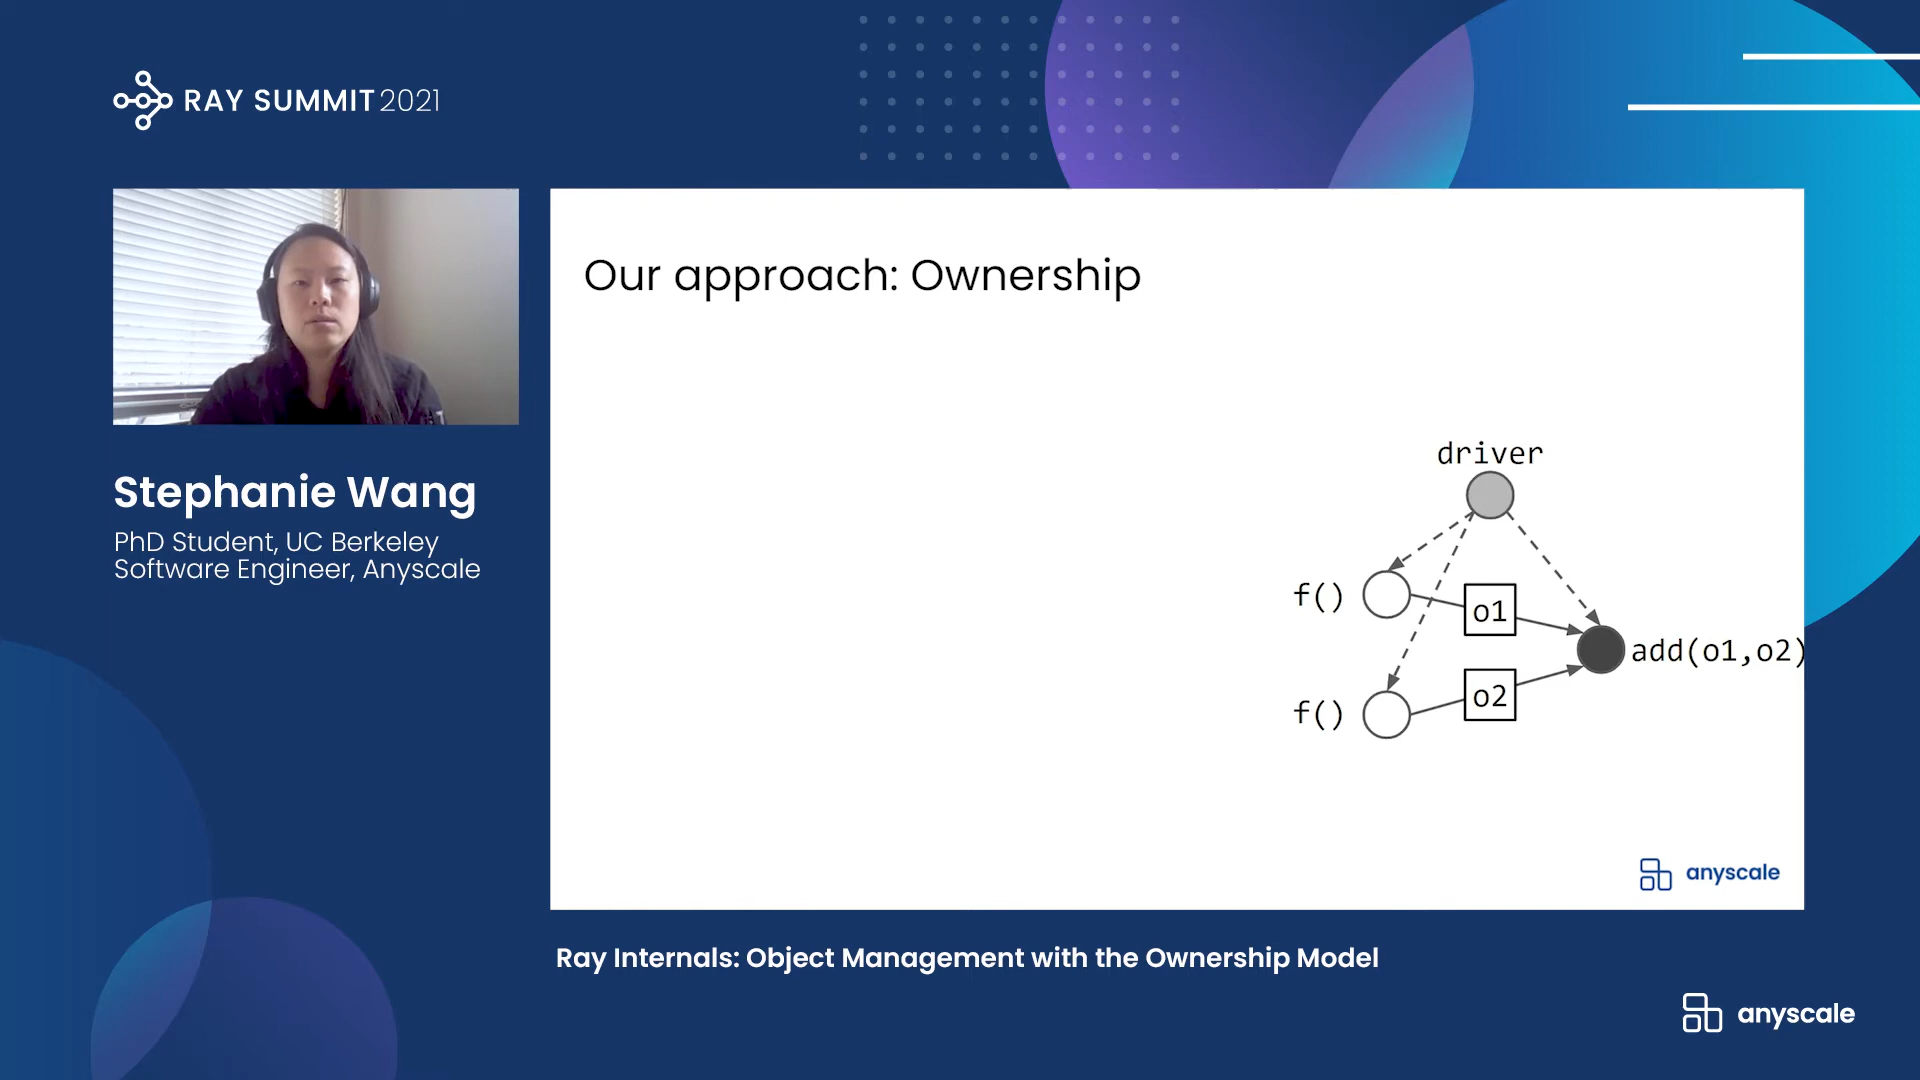 RAY SUMMIT 2021
Stephanie Wang
PhD Student, UC Berkeley
Software Engineer, Anyscale
Our approach: Ownership
driver
f()
o1
add(o1,o2)
f()
o2
anyscale
Ray Internals: Object Management with the Ownership Model
anyscale